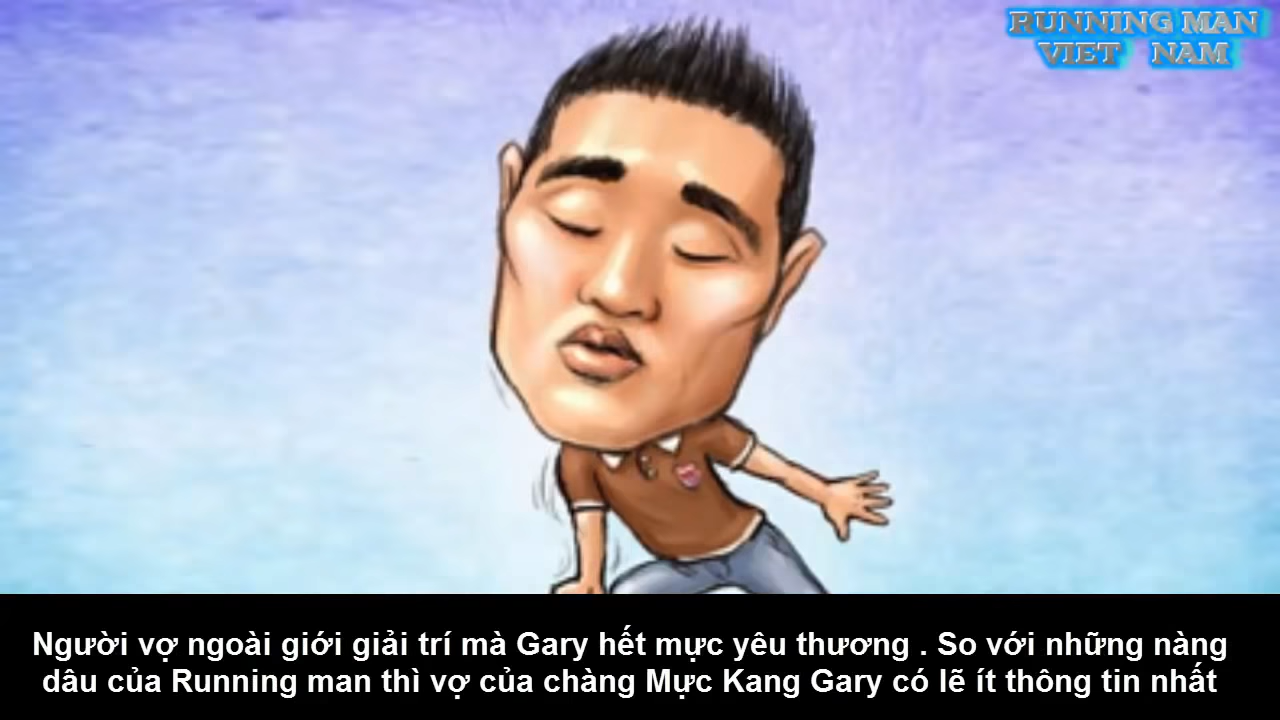 RUNNING MAN
VIET NAM
Người vợ ngoài giới giải trí mà Gary hết mực yêu thương . So với những nàng
dâu của Running man thì vợ của chàng Mực Kang Gary có lẽ ít thông tin nhất